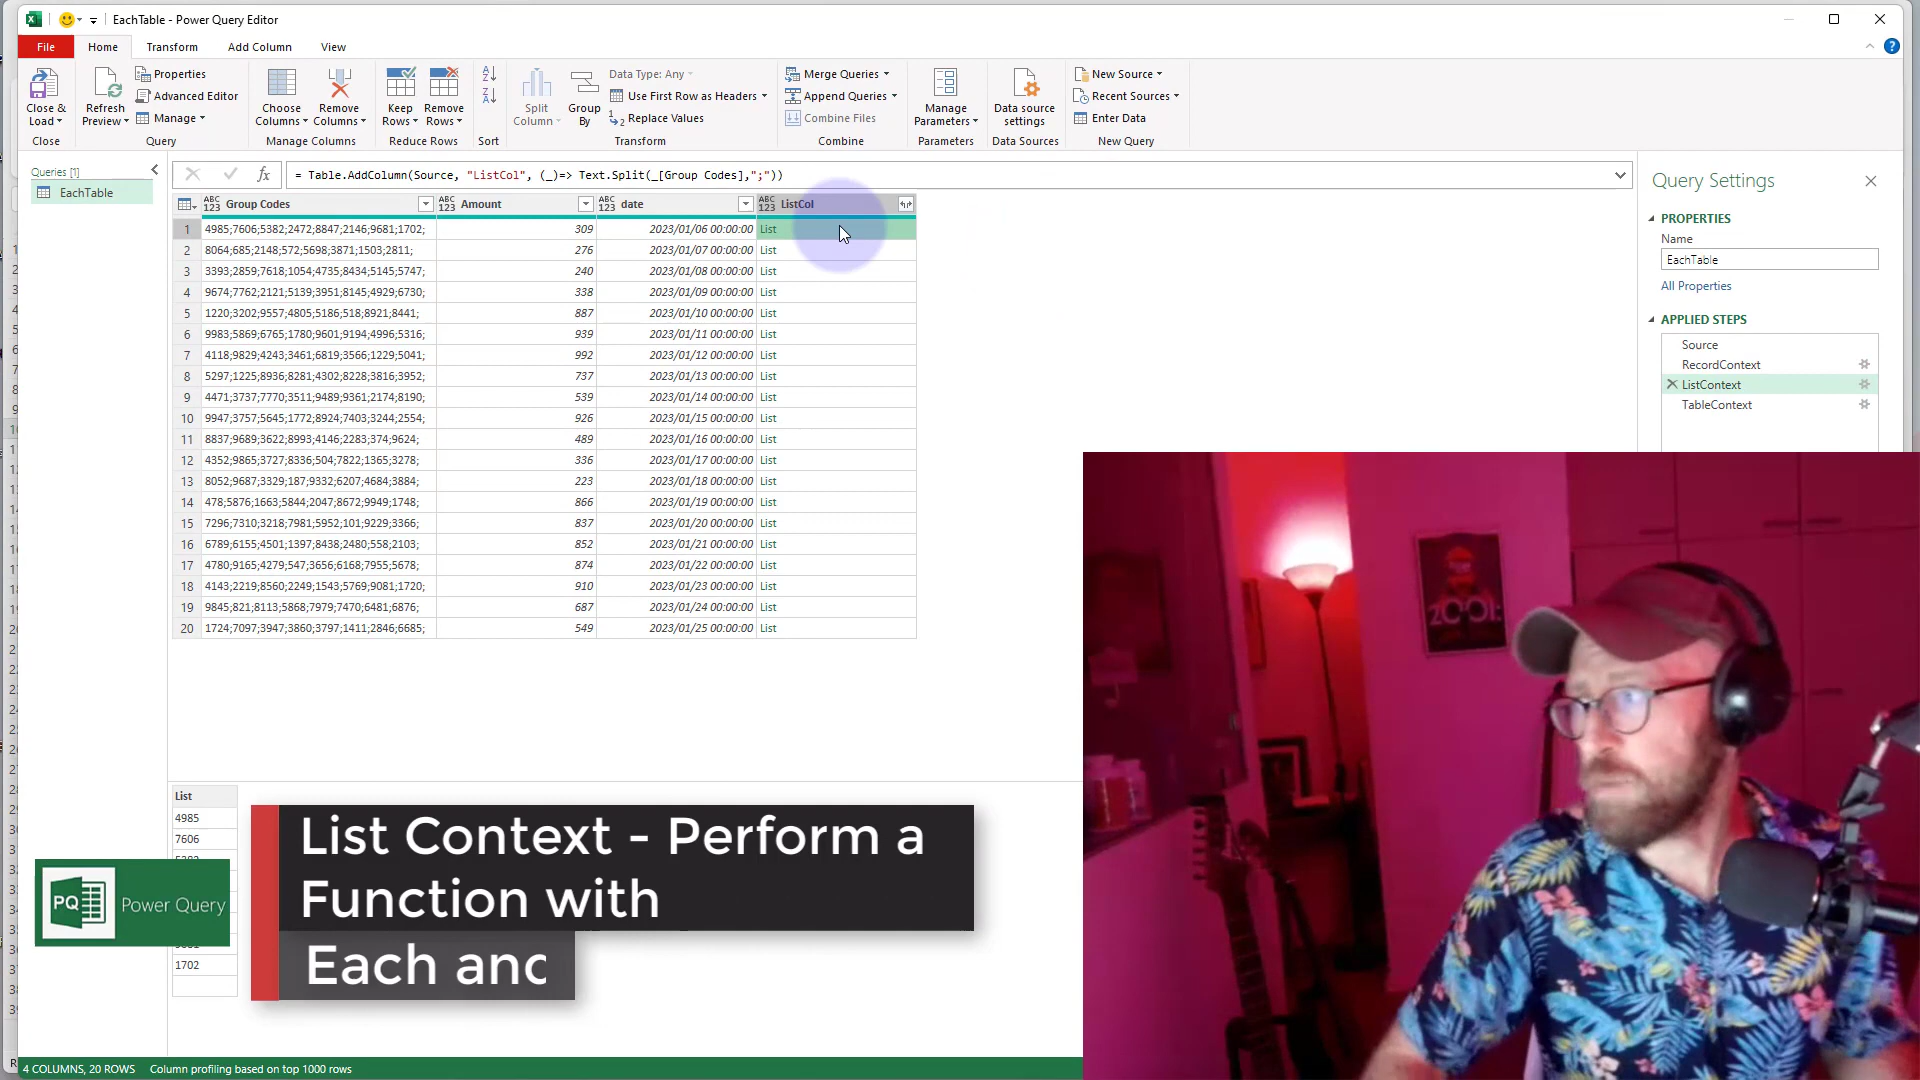 EachTable - Power Query Editor
File Home Transform Add Column View
Close & Load
Close
Refresh Preview
Properties
Advanced Editor
Manage
Query
Choose Columns
Remove Columns
Manage Columns
Keep Rows
Remove Rows
Reduce Rows
Sort
Split Column
Group By
Data Type: Any
Use First Row as Headers
Replace Values
Transform
Merge Queries
Append Queries
Combine Files
Combine
Manage Parameters
Parameters
Data source settings
Data Sources
New Source
Recent Sources
Enter Data
New Query
Queries [1]
EachTable
fx = Table.AddColumn(Source, "ListCol", (_)=> Text.Split(_[Group Codes],";"))
ABC 123 Group Codes ABC 123 Amount ABC 123 date ABC 123 ListCol
1 4985;7606;5382;2472;8847;2146;9681;1702; 309 2023/01/06 00:00:00 List
2 8064;685;2148;572;5698;3871;1503;2811; 276 2023/01/07 00:00:00 List
3 3393;2859;7618;1054;4735;8434;5145;5747; 240 2023/01/08 00:00:00 List
4 9674;7762;2121;5139;3951;8145;4929;6730; 338 2023/01/09 00:00:00 List
5 1220;3202;9557;4805;5186;518;8921;8441; 887 2023/01/10 00:00:00 List
6 9983;5869;6765;1780;9601;9194;4996;5316; 939 2023/01/11 00:00:00 List
7 4118;9829;4243;3461;6819;3566;1229;5041; 992 2023/01/12 00:00:00 List
8 5297;1225;8936;8281;4302;8228;3816;3952; 737 2023/01/13 00:00:00 List
9 4471;3737;7770;3511;9489;9361;2174;8190; 539 2023/01/14 00:00:00 List
10 9947;3757;5645;1772;8924;7403;3244;2554; 926 2023/01/15 00:00:00 List
11 8837;9689;3622;8993;4146;2283;374;9624; 489 2023/01/16 00:00:00 List
12 4352;9865;3727;8336;504;7822;1365;3278; 336 2023/01/17 00:00:00 List
13 8052;9687;3329;187;9332;6207;4684;3884; 223 2023/01/18 00:00:00 List
14 478;5876;1663;5844;2047;8672;9949;1748; 866 2023/01/19 00:00:00 List
15 7296;7310;3218;7981;5952;101;9229;3366; 837 2023/01/20 00:00:00 List
16 6789;6155;4501;1397;8438;2480;558;2103; 852 2023/01/21 00:00:00 List
17 4780;9165;4279;547;3656;6168;7955;5678; 874 2023/01/22 00:00:00 List
18 4143;2219;8560;2249;1543;5769;9081;1720; 910 2023/01/23 00:00:00 List
19 9845;821;8113;5868;7979;7470;6481;6876; 687 2023/01/24 00:00:00 List
20 1724;7097;3947;3860;3797;1411;2846;6685; 549 2023/01/25 00:00:00 List
Query Settings
PROPERTIES
Name
EachTable
All Properties
APPLIED STEPS
Source
RecordContext
ListContext
TableContext
2001:
List
4985
7606
1702
PQ Power Query
List Context - Perform a
Function with
Each and
4 COLUMNS, 20 ROWS Column profiling based on top 1000 rows